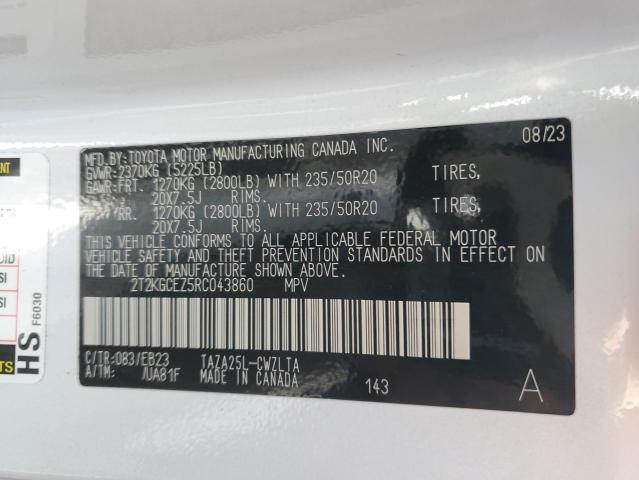 08/23
MFD.BY:TOYOTA MOTOR MANUFACTURING CANADA INC.
GVWR:2370KG (5225LB)
GAWR:FRT. 1270KG (2800LB) WITH 235/50R20 TIRES,
20X7.5J RIMS.
RR. 1270KG (2800LB) WITH 235/50R20 TIRES,
20X7.5J RIMS.
THIS VEHICLE CONFORMS TO ALL APPLICABLE FEDERAL MOTOR
VEHICLE SAFETY AND THEFT PREVENTION STANDARDS IN EFFECT ON
THE DATE OF MANUFACTURE SHOWN ABOVE.
2T2KGCEZ5RC043860 MPV
C/TR:083/EB23 TAZA25L-CWZLTA
A/TM: /UA81F MADE IN CANADA
143
A
HS F6030